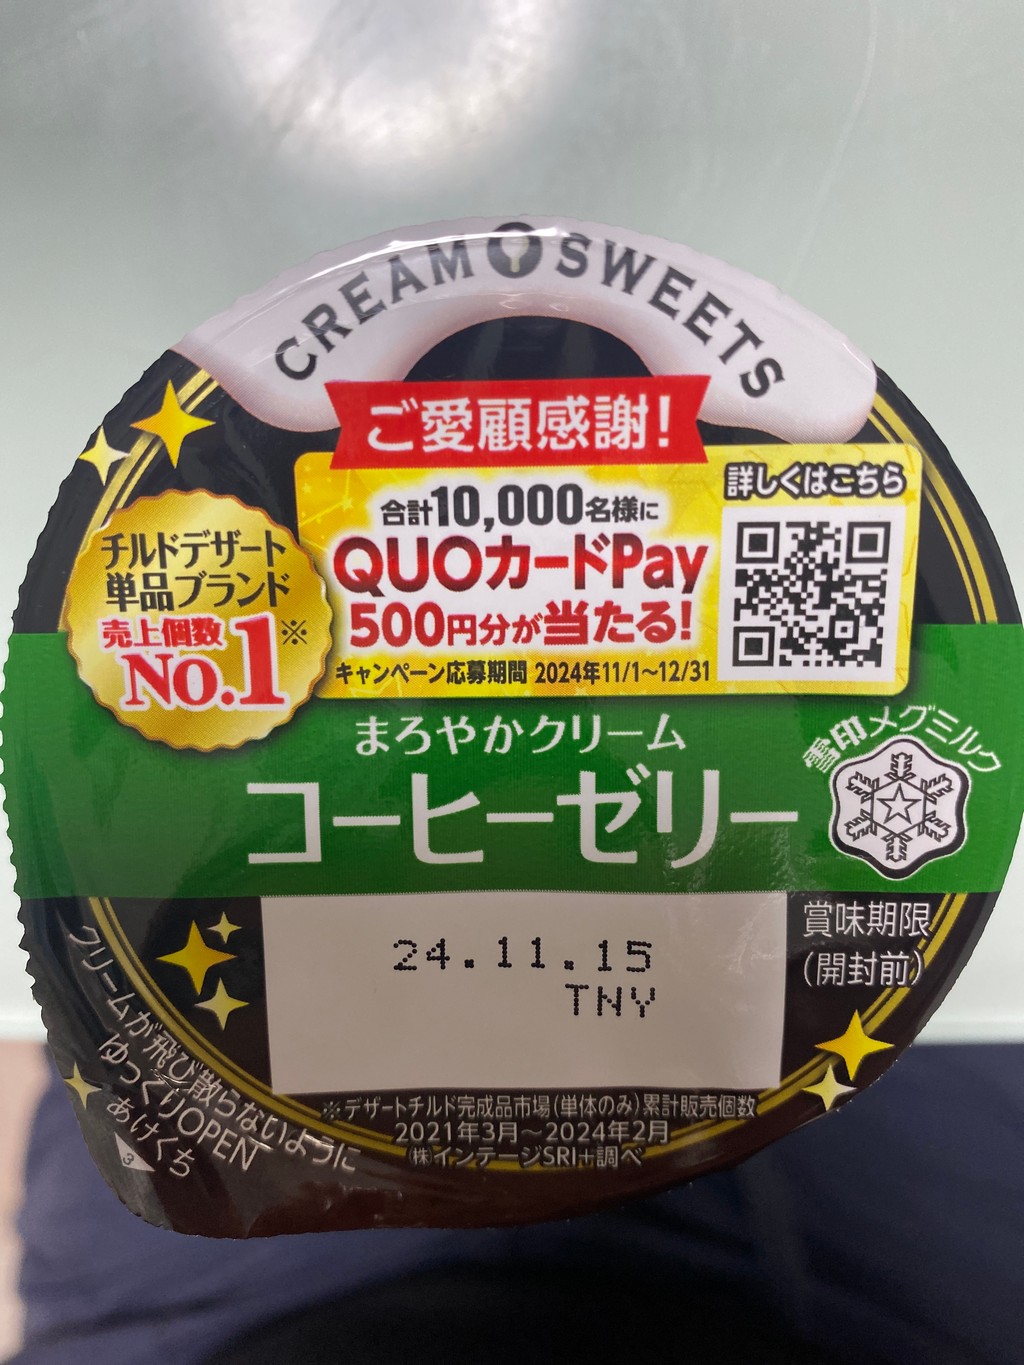 CREAM SWEETS
ご愛顧感謝!
合計10,000名様に
QUOカードPay
500円分が当たる!
キャンペーン応募期間 2024年11/1~12/31
詳しくはこちら
チルドデザート
単品ブランド
売上個数
No.1※
まろやかクリーム
コーヒーゼリー
雪印メグミルク
24.11.15
TNY
賞味期限
(開封前)
※デザートチルド完成品市場(単体のみ)累計販売個数
2021年3月~2024年2月
(株)インテージSRI+調べ
クリームが飛び散らないように
ゆっくりOPEN
あけくち
3